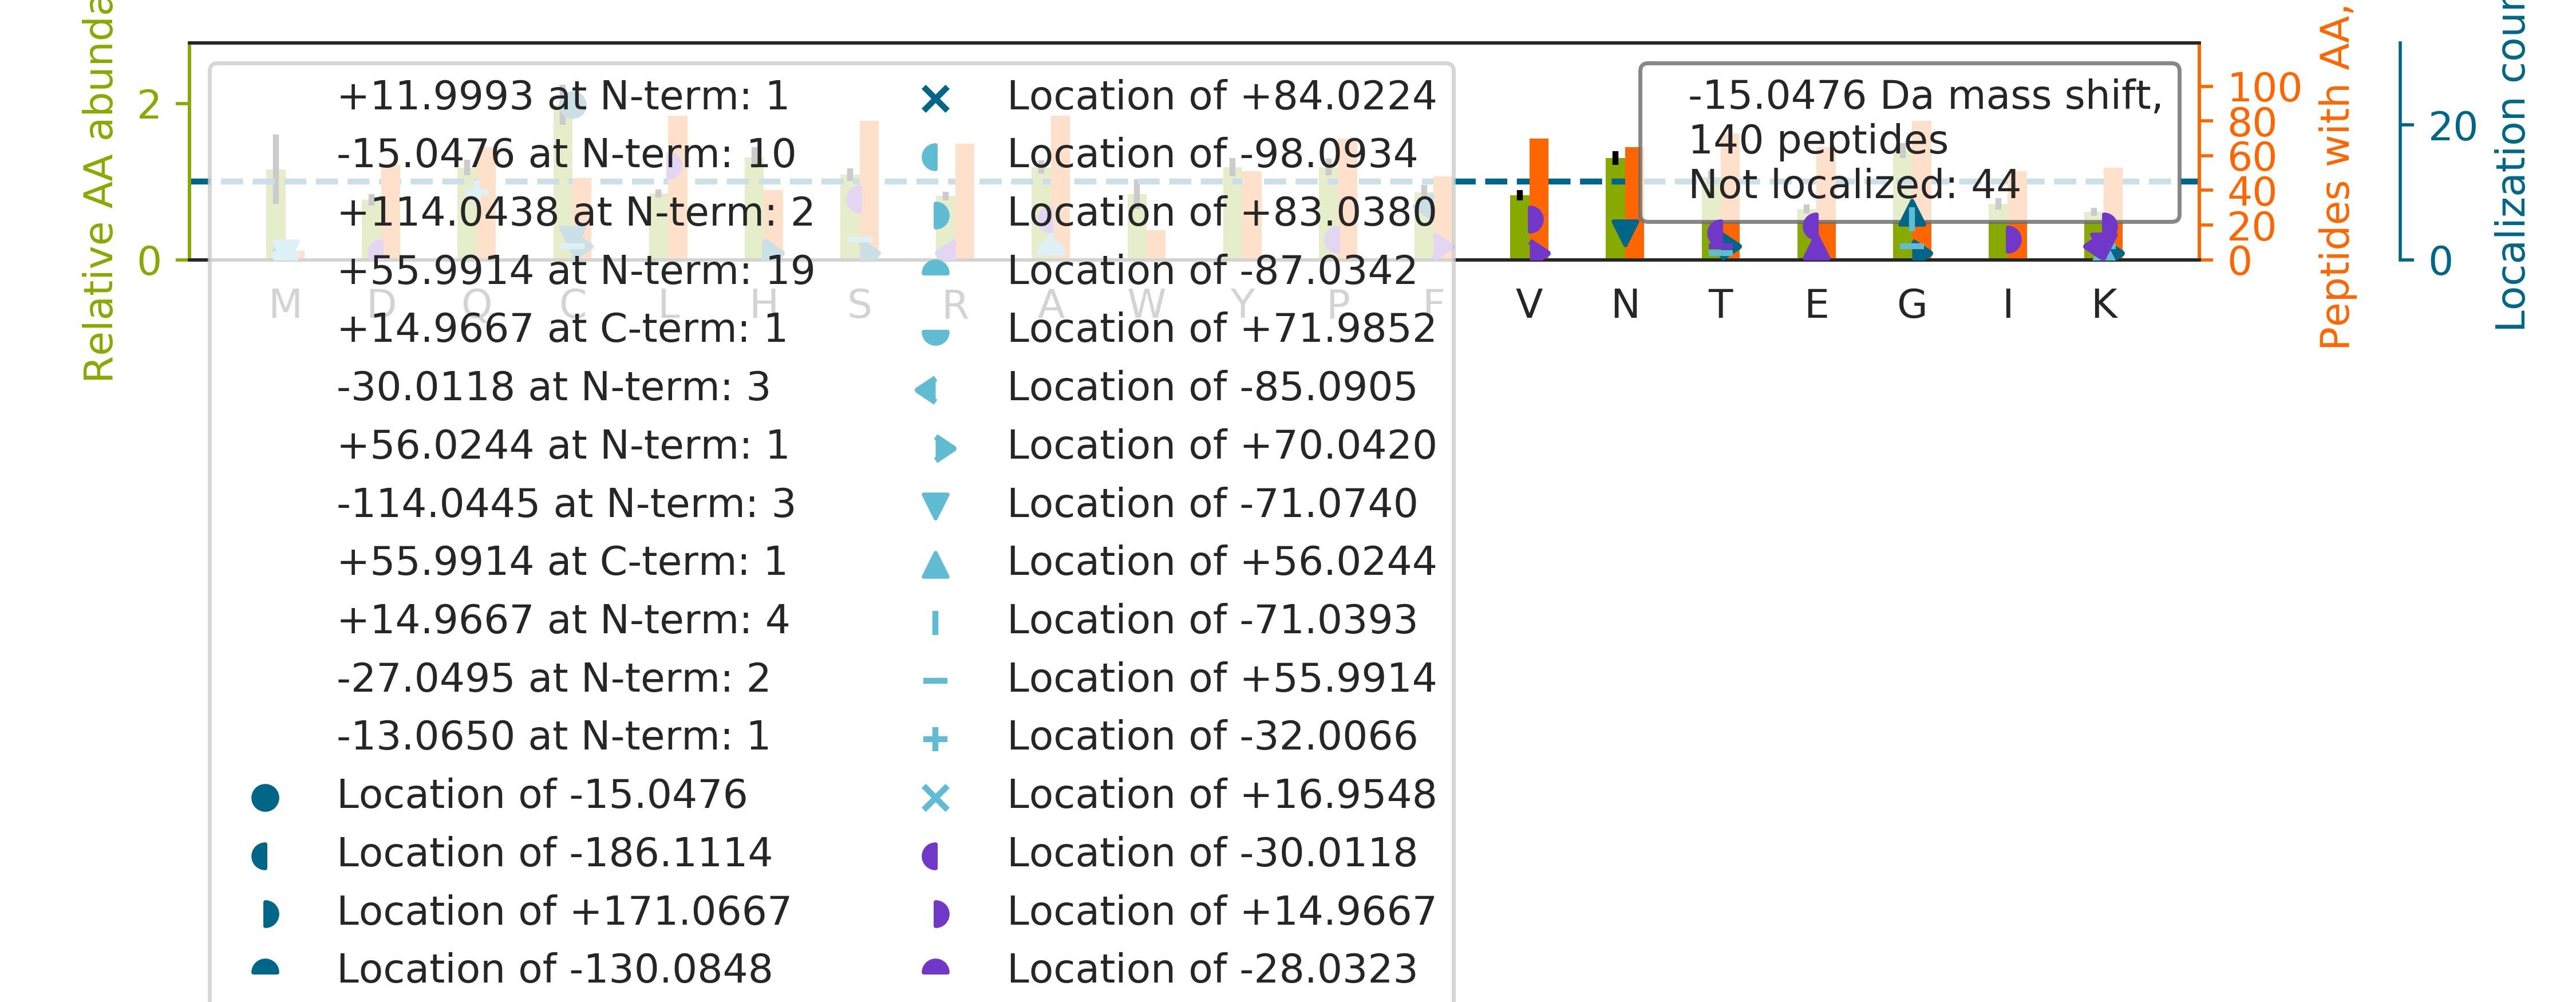 Relative AA abunda
2
0
+11.9993 at N-term: 1
-15.0476 at N-term: 10
+114.0438 at N-term: 2
+55.9914 at N-term: 19
+14.9667 at C-term: 1
-30.0118 at N-term: 3
+56.0244 at N-term: 1
-114.0445 at N-term: 3
+55.9914 at C-term: 1
+14.9667 at N-term: 4
-27.0495 at N-term: 2
-13.0650 at N-term: 1
Location of -15.0476
Location of -186.1114
Location of +171.0667
Location of -130.0848
Location of +84.0224
Location of -98.0934
Location of +83.0380
Location of -87.0342
Location of +71.9852
Location of -85.0905
Location of +70.0420
Location of -71.0740
Location of +56.0244
Location of -71.0393
Location of +55.9914
Location of -32.0066
Location of +16.9548
Location of -30.0118
Location of +14.9667
Location of -28.0323
-15.0476 Da mass shift,
140 peptides
Not localized: 44
M D Q C L H S R A W Y P F V N T E G I K
100
80
60
40
20
0
Peptides with AA,
20
0
Localization cour